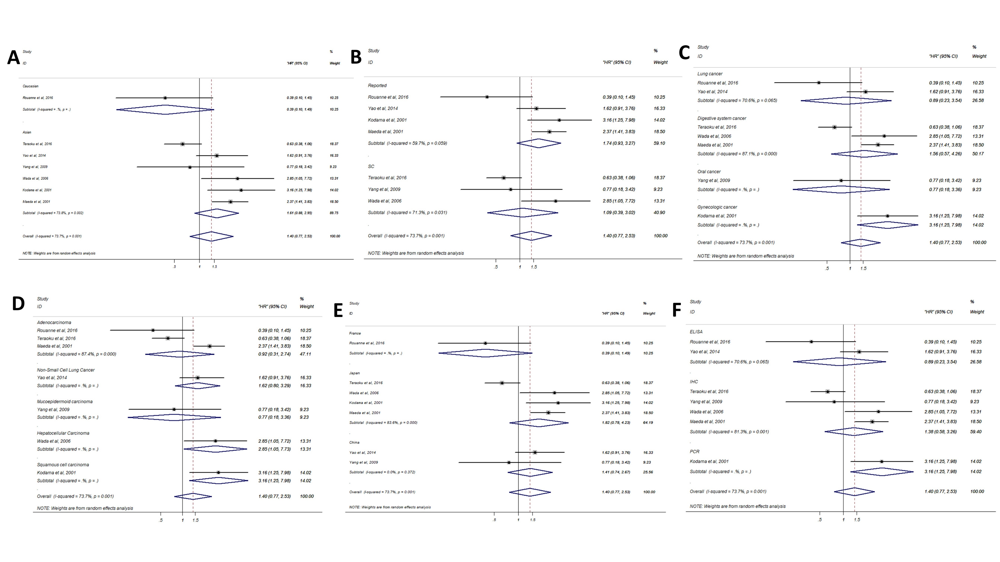 A
Study
%
ID
"HR" (95% CI)
Weight
Caucasian
Rouanne et al, 2016
0.39 (0.10, 1.45)
10.25
Subtotal (I-squared = .%, p = .)
0.39 (0.10, 1.49)
10.25
.
Asian
Teraoku et al, 2016
0.63 (0.38, 1.06)
18.37
Yao et al, 2014
1.62 (0.91, 3.76)
16.33
Yang et al, 2009
0.77 (0.18, 3.42)
9.23
Wada et al, 2006
2.85 (1.05, 7.72)
13.31
Kodama et al, 2001
3.16 (1.25, 7.98)
14.02
Maeda et al, 2001
2.37 (1.41, 3.83)
18.50
Subtotal (I-squared = 73.8%, p = 0.002)
1.61 (0.88, 2.95)
89.75
.
Overall (I-squared = 73.7%, p = 0.001)
1.40 (0.77, 2.53)
100.00
NOTE: Weights are from random effects analysis
.5
1
1.5
B
Study
%
ID
"HR" (95% CI)
Weight
Reported
Rouanne et al, 2016
0.39 (0.10, 1.45)
10.25
Yao et al, 2014
1.62 (0.91, 3.76)
16.33
Kodama et al, 2001
3.16 (1.25, 7.98)
14.02
Maeda et al, 2001
2.37 (1.41, 3.83)
18.50
Subtotal (I-squared = 59.7%, p = 0.059)
1.74 (0.93, 3.27)
59.10
.
SC
Teraoku et al, 2016
0.63 (0.38, 1.06)
18.37
Yang et al, 2009
0.77 (0.18, 3.42)
9.23
Wada et al, 2006
2.85 (1.05, 7.72)
13.31
Subtotal (I-squared = 71.3%, p = 0.031)
1.09 (0.39, 3.02)
40.90
.
Overall (I-squared = 73.7%, p = 0.001)
1.40 (0.77, 2.53)
100.00
NOTE: Weights are from random effects analysis
.5
1
1.5
C
Study
%
ID
"HR" (95% CI)
Weight
Lung cancer
Rouanne et al, 2016
0.39 (0.10, 1.45)
10.25
Yao et al, 2014
1.62 (0.91, 3.76)
16.33
Subtotal (I-squared = 70.6%, p = 0.065)
0.89 (0.23, 3.54)
26.58
.
Digestive system cancer
Teraoku et al, 2016
0.63 (0.38, 1.06)
18.37
Wada et al, 2006
2.85 (1.05, 7.72)
13.31
Maeda et al, 2001
2.37 (1.41, 3.83)
18.50
Subtotal (I-squared = 87.1%, p = 0.000)
1.56 (0.57, 4.26)
50.17
.
Oral cancer
Yang et al, 2009
0.77 (0.18, 3.42)
9.23
Subtotal (I-squared = .%, p = .)
0.77 (0.18, 3.36)
9.23
.
Gynecologic cancer
Kodama et al, 2001
3.16 (1.25, 7.98)
14.02
Subtotal (I-squared = .%, p = .)
3.16 (1.25, 7.98)
14.02
.
Overall (I-squared = 73.7%, p = 0.001)
1.40 (0.77, 2.53)
100.00
NOTE: Weights are from random effects analysis
.5
1
1.5
D
Study
%
ID
"HR" (95% CI)
Weight
Adenocarcinoma
Rouanne et al, 2016
0.39 (0.10, 1.45)
10.25
Teraoku et al, 2016
0.63 (0.38, 1.06)
18.37
Maeda et al, 2001
2.37 (1.41, 3.83)
18.50
Subtotal (I-squared = 87.4%, p = 0.000)
0.92 (0.31, 2.74)
47.11
.
Non-Small Cell Lung Cancer
Yao et al, 2014
1.62 (0.91, 3.76)
16.33
Subtotal (I-squared = .%, p = .)
1.62 (0.80, 3.29)
16.33
.
Mucoepidermoid carcinoma
Yang et al, 2009
0.77 (0.18, 3.42)
9.23
Subtotal (I-squared = .%, p = .)
0.77 (0.18, 3.36)
9.23
.
Hepatocellular Carcinoma
Wada et al, 2006
2.85 (1.05, 7.72)
13.31
Subtotal (I-squared = .%, p = .)
2.85 (1.05, 7.73)
13.31
.
Squamous cell carcinoma
Kodama et al, 2001
3.16 (1.25, 7.98)
14.02
Subtotal (I-squared = .%, p = .)
3.16 (1.25, 7.98)
14.02
.
Overall (I-squared = 73.7%, p = 0.001)
1.40 (0.77, 2.53)
100.00
NOTE: Weights are from random effects analysis
.5
1
1.5
E
Study
%
ID
"HR" (95% CI)
Weight
France
Rouanne et al, 2016
0.39 (0.10, 1.45)
10.25
Subtotal (I-squared = .%, p = .)
0.39 (0.10, 1.49)
10.25
.
Japan
Teraoku et al, 2016
0.63 (0.38, 1.06)
18.37
Wada et al, 2006
2.85 (1.05, 7.72)
13.31
Kodama et al, 2001
3.16 (1.25, 7.98)
14.02
Maeda et al, 2001
2.37 (1.41, 3.83)
18.50
Subtotal (I-squared = 83.6%, p = 0.000)
1.82 (0.78, 4.23)
64.19
.
China
Yao et al, 2014
1.62 (0.91, 3.76)
16.33
Yang et al, 2009
0.77 (0.18, 3.42)
9.23
Subtotal (I-squared = 0.0%, p = 0.372)
1.41 (0.74, 2.67)
25.56
.
Overall (I-squared = 73.7%, p = 0.001)
1.40 (0.77, 2.53)
100.00
NOTE: Weights are from random effects analysis
.5
1
1.5
F
Study
%
ID
"HR" (95% CI)
Weight
ELISA
Rouanne et al, 2016
0.39 (0.10, 1.45)
10.25
Yao et al, 2014
1.62 (0.91, 3.76)
16.33
Subtotal (I-squared = 70.6%, p = 0.065)
0.89 (0.23, 3.54)
26.58
.
IHC
Teraoku et al, 2016
0.63 (0.38, 1.06)
18.37
Yang et al, 2009
0.77 (0.18, 3.42)
9.23
Wada et al, 2006
2.85 (1.05, 7.72)
13.31
Maeda et al, 2001
2.37 (1.41, 3.83)
18.50
Subtotal (I-squared = 81.3%, p = 0.001)
1.38 (0.58, 3.26)
59.40
.
PCR
Kodama et al, 2001
3.16 (1.25, 7.98)
14.02
Subtotal (I-squared = .%, p = .)
3.16 (1.25, 7.98)
14.02
.
Overall (I-squared = 73.7%, p = 0.001)
1.40 (0.77, 2.53)
100.00
NOTE: Weights are from random effects analysis
.5
1
1.5